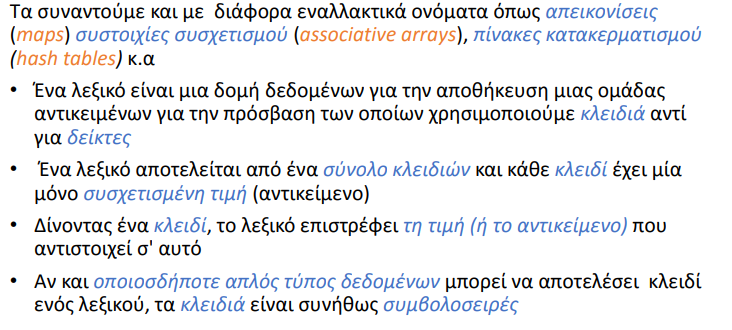 Τα συναντούμε και με διάφορα εναλλακτικά ονόματα όπως απεικονίσεις
(maps) συστοιχίες συσχετισμού (associative arrays), πίνακες κατακερματισμού
(hash tables) κ.α
• Ένα λεξικό είναι μια δομή δεδομένων για την αποθήκευση μιας ομάδας
αντικειμένων για την πρόσβαση των οποίων χρησιμοποιούμε κλειδιά αντί
για δείκτες
• Ένα λεξικό αποτελείται από ένα σύνολο κλειδιών και κάθε κλειδί έχει μία
μόνο συσχετισμένη τιμή (αντικείμενο)
• Δίνοντας ένα κλειδί, το λεξικό επιστρέφει τη τιμή (ή το αντικείμενο) που
αντιστοιχεί σ' αυτό
• Αν και οποιοσδήποτε απλός τύπος δεδομένων μπορεί να αποτελέσει κλειδί
ενός λεξικού, τα κλειδιά είναι συνήθως συμβολοσειρές